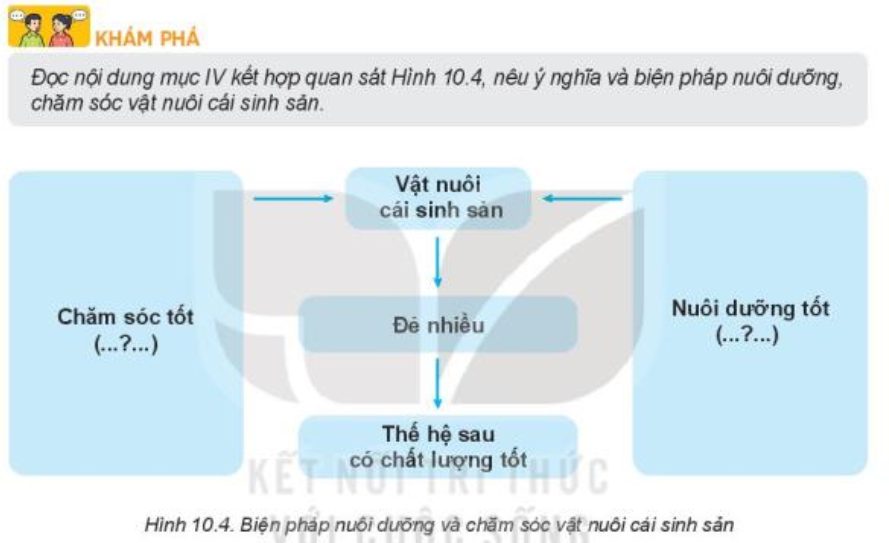 KHÁM PHÁ
Đọc nội dung mục IV kết hợp quan sát Hình 10.4, nêu ý nghĩa và biện pháp nuôi dưỡng,
chăm sóc vật nuôi cái sinh sản.
Vật nuôi
cái sinh sản
Chăm sóc tốt
(...?...)
Đẻ nhiều
Nuôi dưỡng tốt
(...?...)
Thế hệ sau
có chất lượng tốt
KẾT NỐI TRI THỨC
VỚI CUỘC SỐNG
Hình 10.4. Biện pháp nuôi dưỡng và chăm sóc vật nuôi cái sinh sản